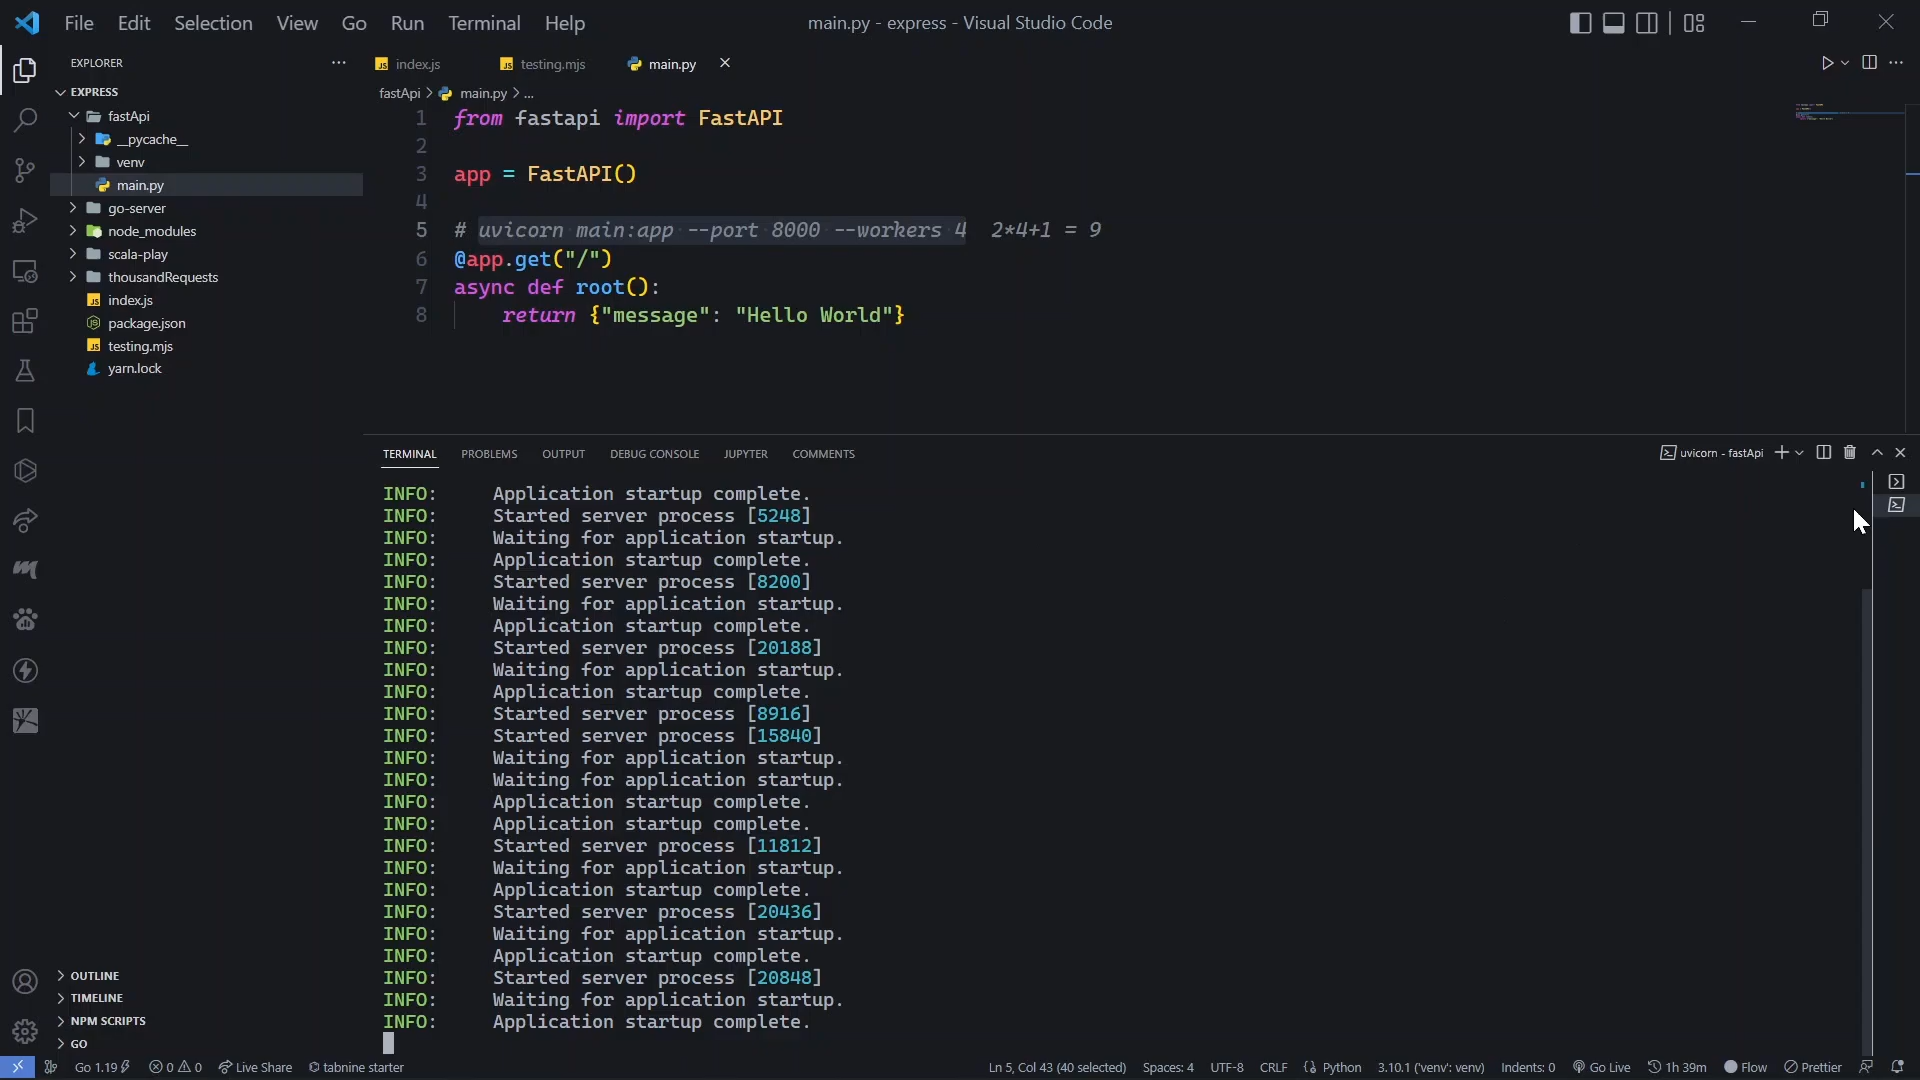 File Edit Selection View Go Run Terminal Help
main.py - express - Visual Studio Code
EXPLORER
EXPRESS
fastApi
__pycache__
venv
main.py
go-server
node_modules
scala-play
thousandRequests
index.js
package.json
testing.mjs
yarn.lock
OUTLINE
TIMELINE
NPM SCRIPTS
GO
index.js testing.mjs main.py
fastApi > main.py > ...
1 from fastapi import FastAPI
2
3 app = FastAPI()
4
5 # uvicorn main:app --port 8000 --workers 4 2*4+1 = 9
6 @app.get("/")
7 async def root():
8 return {"message": "Hello World"}
TERMINAL PROBLEMS OUTPUT DEBUG CONSOLE JUPYTER COMMENTS
uvicorn - fastApi
INFO: Application startup complete.
INFO: Started server process [5248]
INFO: Waiting for application startup.
INFO: Application startup complete.
INFO: Started server process [8200]
INFO: Waiting for application startup.
INFO: Application startup complete.
INFO: Started server process [20188]
INFO: Waiting for application startup.
INFO: Application startup complete.
INFO: Started server process [8916]
INFO: Started server process [15840]
INFO: Waiting for application startup.
INFO: Waiting for application startup.
INFO: Application startup complete.
INFO: Application startup complete.
INFO: Started server process [11812]
INFO: Waiting for application startup.
INFO: Application startup complete.
INFO: Started server process [20436]
INFO: Waiting for application startup.
INFO: Application startup complete.
INFO: Started server process [20848]
INFO: Waiting for application startup.
INFO: Application startup complete.
Go 1.19 0 0 Live Share tabnine starter
Ln 5, Col 43 (40 selected) Spaces: 4 UTF-8 CRLF Python 3.10.1 ('venv': venv) Indents: 0 Go Live 1h 39m Flow Prettier